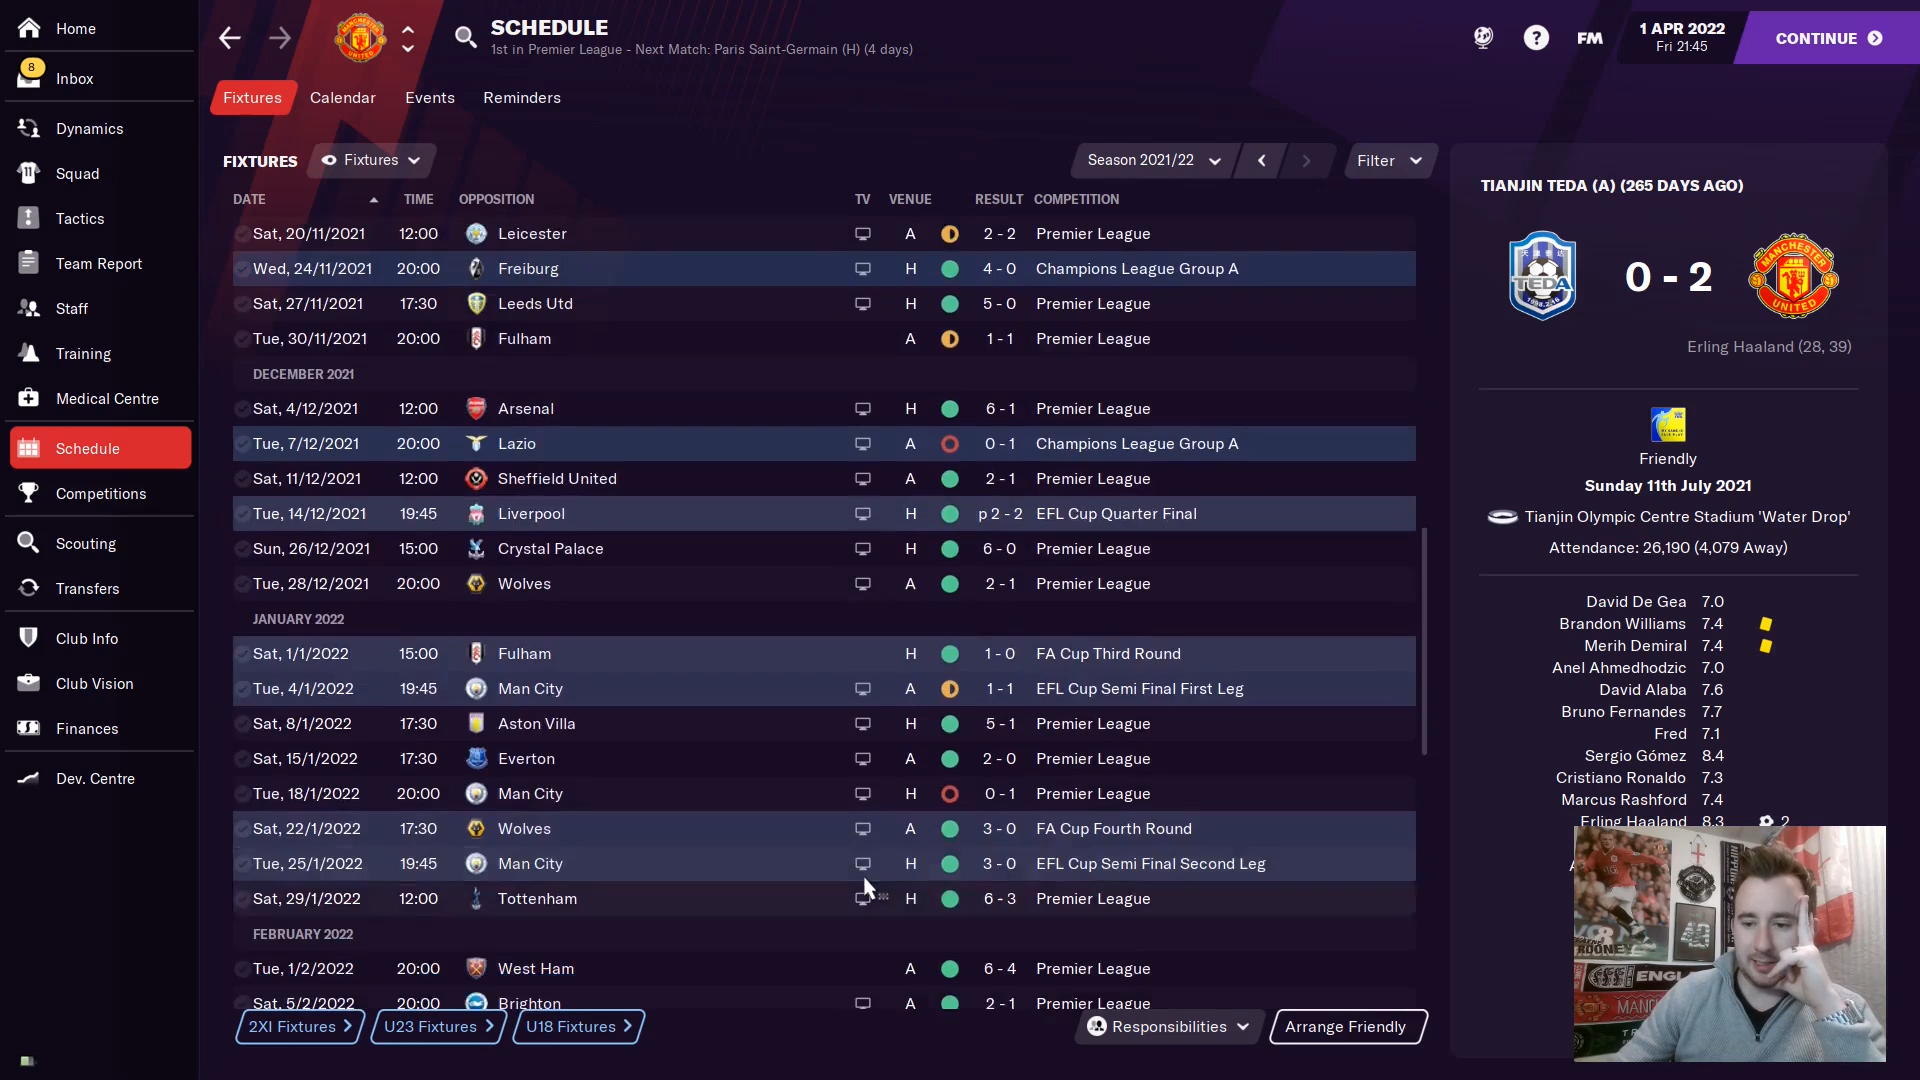 Home
8
Inbox
Dynamics
Squad
Tactics
Team Report
Staff
Training
Medical Centre
Schedule
Competitions
Scouting
Transfers
Club Info
Club Vision
Finances
Dev. Centre
SCHEDULE
1st in Premier League - Next Match: Paris Saint-Germain (H) (4 days)
FM
1 APR 2022
Fri 21:45
CONTINUE
Fixtures Calendar Events Reminders
FIXTURES Fixtures Season 2021/22 Filter
DATE TIME OPPOSITION TV VENUE RESULT COMPETITION
Sat, 20/11/2021 12:00 Leicester A 2 - 2 Premier League
Wed, 24/11/2021 20:00 Freiburg H 4 - 0 Champions League Group A
Sat, 27/11/2021 17:30 Leeds Utd H 5 - 0 Premier League
Tue, 30/11/2021 20:00 Fulham A 1 - 1 Premier League
DECEMBER 2021
Sat, 4/12/2021 12:00 Arsenal H 6 - 1 Premier League
Tue, 7/12/2021 20:00 Lazio A 0 - 1 Champions League Group A
Sat, 11/12/2021 12:00 Sheffield United A 2 - 1 Premier League
Tue, 14/12/2021 19:45 Liverpool H p 2 - 2 EFL Cup Quarter Final
Sun, 26/12/2021 15:00 Crystal Palace H 6 - 0 Premier League
Tue, 28/12/2021 20:00 Wolves A 2 - 1 Premier League
JANUARY 2022
Sat, 1/1/2022 15:00 Fulham H 1 - 0 FA Cup Third Round
Tue, 4/1/2022 19:45 Man City A 1 - 1 EFL Cup Semi Final First Leg
Sat, 8/1/2022 17:30 Aston Villa H 5 - 1 Premier League
Sat, 15/1/2022 17:30 Everton A 2 - 0 Premier League
Tue, 18/1/2022 20:00 Man City H 0 - 1 Premier League
Sat, 22/1/2022 17:30 Wolves A 3 - 0 FA Cup Fourth Round
Tue, 25/1/2022 19:45 Man City H 3 - 0 EFL Cup Semi Final Second Leg
Sat, 29/1/2022 12:00 Tottenham H 6 - 3 Premier League
FEBRUARY 2022
Tue, 1/2/2022 20:00 West Ham A 6 - 4 Premier League
Sat, 5/2/2022 20:00 Brighton A 2 - 1 Premier League
2XI Fixtures U23 Fixtures U18 Fixtures Responsibilities Arrange Friendly
TIANJIN TEDA (A) (265 DAYS AGO)
TEDA
0 - 2
MANCHESTER
UNITED
Erling Haaland (28, 39)
Friendly
Sunday 11th July 2021
Tianjin Olympic Centre Stadium 'Water Drop'
Attendance: 26,190 (4,079 Away)
David De Gea 7.0
Brandon Williams 7.4
Merih Demiral 7.4
Anel Ahmedhodzic 7.0
David Alaba 7.6
Bruno Fernandes 7.7
Fred 7.1
Sergio Gómez 8.4
Cristiano Ronaldo 7.3
Marcus Rashford 7.4
Erling Haaland 8.3 2
ROONEY
ENGL